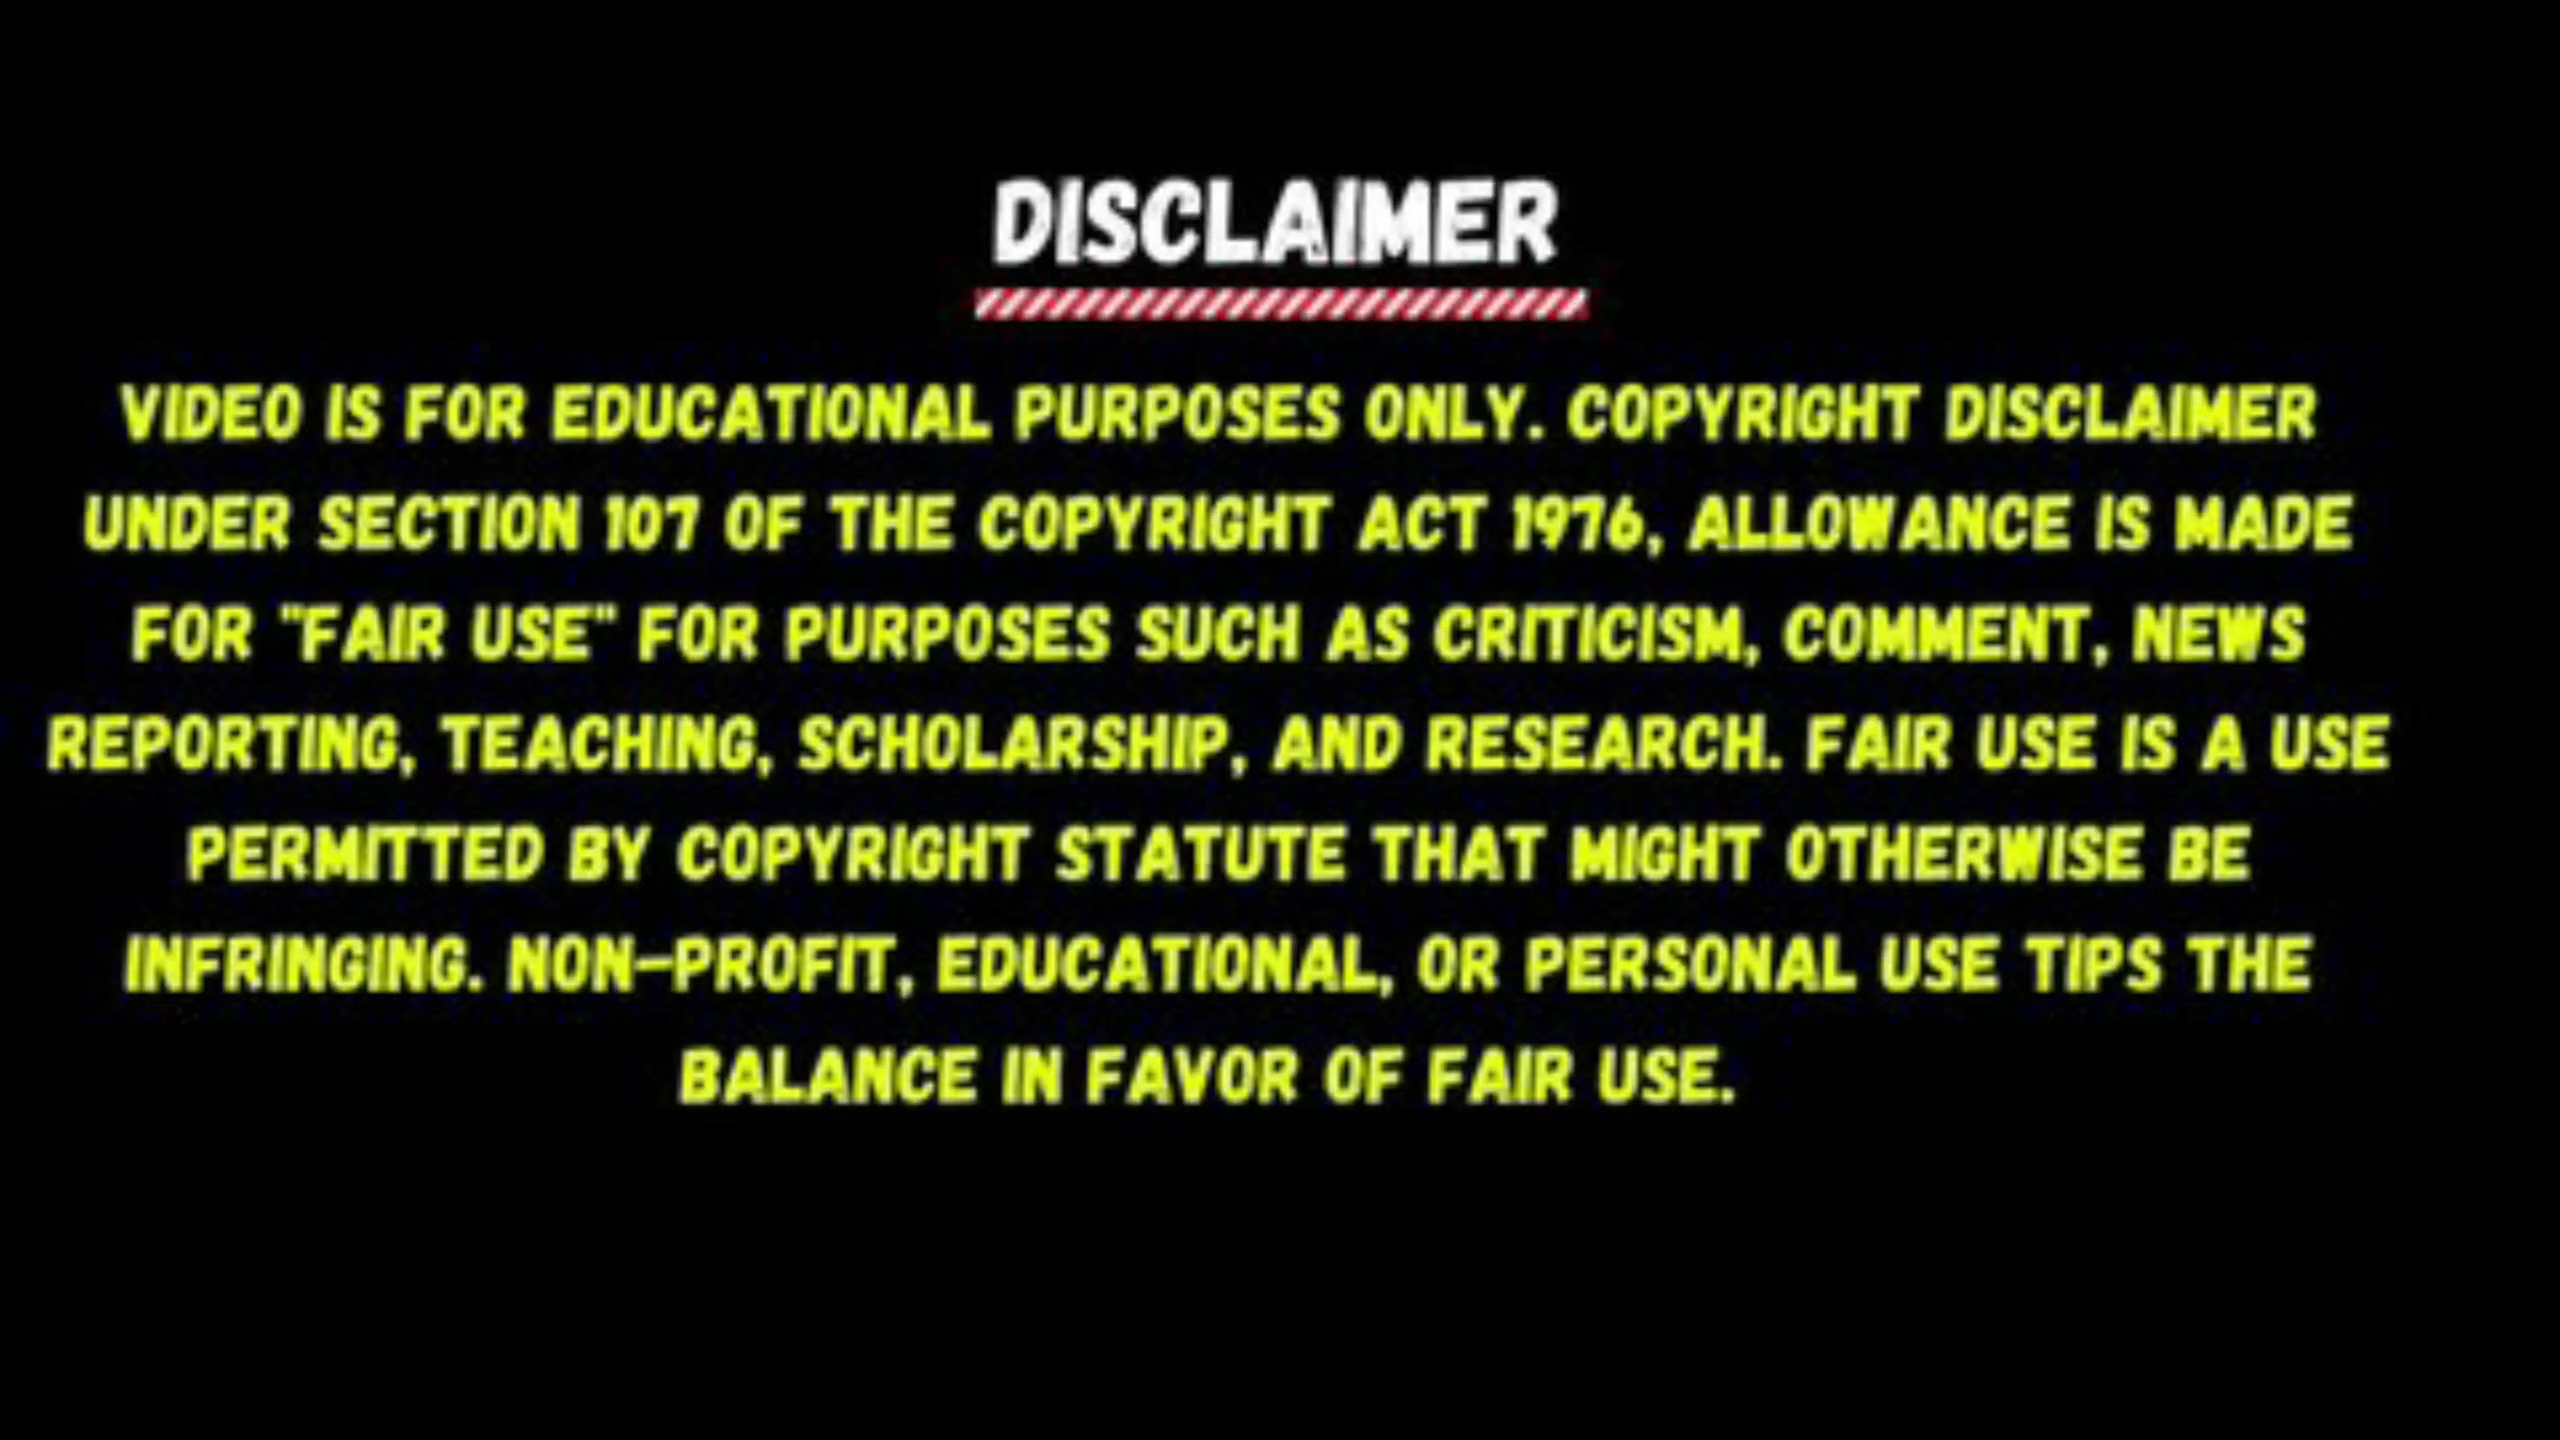 DISCLAIMER
VIDEO IS FOR EDUCATIONAL PURPOSES ONLY. COPYRIGHT DISCLAIMER
UNDER SECTION 107 OF THE COPYRIGHT ACT 1976, ALLOWANCE IS MADE
FOR "FAIR USE" FOR PURPOSES SUCH AS CRITICISM, COMMENT, NEWS
REPORTING, TEACHING, SCHOLARSHIP, AND RESEARCH. FAIR USE IS A USE
PERMITTED BY COPYRIGHT STATUTE THAT MIGHT OTHERWISE BE
INFRINGING. NON-PROFIT, EDUCATIONAL, OR PERSONAL USE TIPS THE
BALANCE IN FAVOR OF FAIR USE.